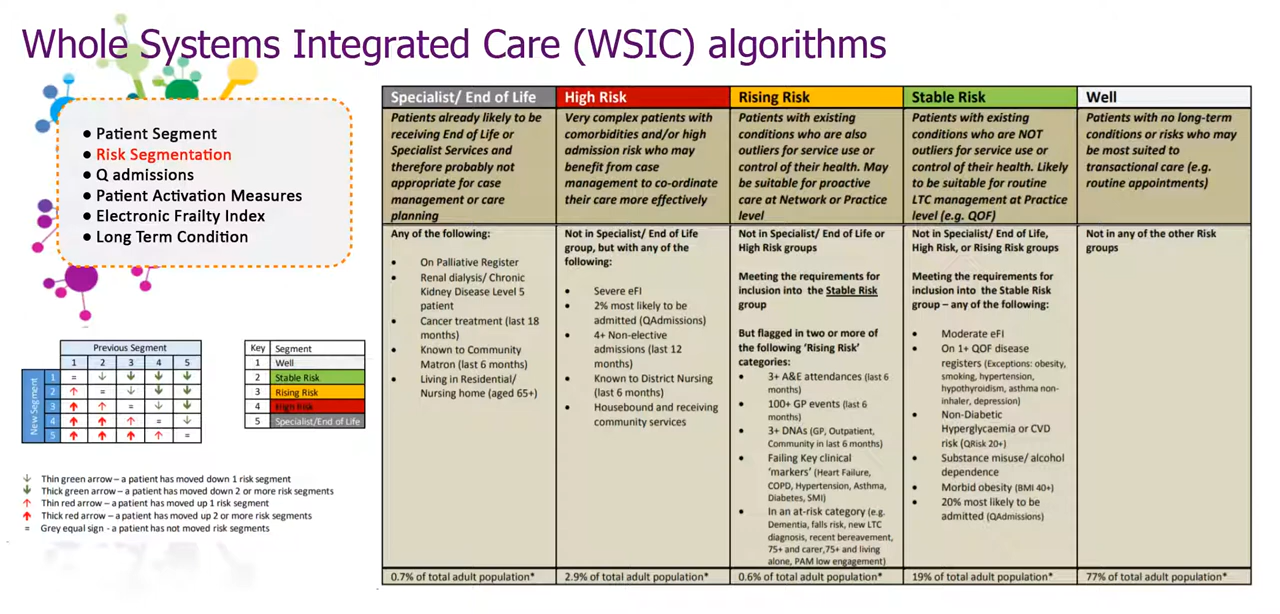 Whole Systems Integrated Care (WSIC) algorithms
● Patient Segment
● Risk Segmentation
● Q admissions
● Patient Activation Measures
● Electronic Frailty Index
● Long Term Condition
Previous Segment
1 2 3 4 5
New Segment
1 = ↓ ↓ ↓ ↓
2 ↑ = ↓ ↓ ↓
3 ↑ ↑ = ↓ ↓
4 ↑ ↑ ↑ = ↓
5 ↑ ↑ ↑ ↑ =
Key Segment
1 Well
2 Stable Risk
3 Rising Risk
4 High Risk
5 Specialist/End of Life
↓ Thin green arrow – a patient has moved down 1 risk segment
↓ Thick green arrow – a patient has moved down 2 or more risk segments
↑ Thin red arrow – a patient has moved up 1 risk segment
↑ Thick red arrow – a patient has moved up 2 or more risk segments
= Grey equal sign - a patient has not moved risk segments
Specialist/ End of Life
Patients already likely to be
receiving End of Life or
Specialist Services and
therefore probably not
appropriate for case
management or care
planning
Any of the following:
• On Palliative Register
• Renal dialysis/ Chronic
Kidney Disease Level 5
patient
• Cancer treatment (last 18
months)
• Known to Community
Matron (last 6 months)
• Living in Residential/
Nursing home (aged 65+)
0.7% of total adult population*
High Risk
Very complex patients with
comorbidities and/or high
admission risk who may
benefit from case
management to co-ordinate
their care more effectively
Not in Specialist/ End of Life
group, but with any of the
following:
• Severe eFI
• 2% most likely to be
admitted (QAdmissions)
• 4+ Non-elective
admissions (last 12
months)
• Known to District Nursing
(last 6 months)
• Housebound and receiving
community services
2.9% of total adult population*
Rising Risk
Patients with existing
conditions who are also
outliers for service use or
control of their health. May
be suitable for proactive
care at Network or Practice
level
Not in Specialist/ End of Life or
High Risk groups
Meeting the requirements for
inclusion into the Stable Risk
group
But flagged in two or more of
the following 'Rising Risk'
categories:
• 3+ A&E attendances (last 6
months)
• 100+ GP events (last 6
months)
• 3+ DNAs (GP, Outpatient,
Community in last 6 months)
• Failing Key clinical
'markers' (Heart Failure,
COPD, Hypertension, Asthma,
Diabetes, SMI)
• In an at-risk category (e.g.
Dementia, falls risk, new LTC
diagnosis, recent bereavement,
75+ and carer,75+ and living
alone, PAM low engagement)
0.6% of total adult population*
Stable Risk
Patients with existing
conditions who are NOT
outliers for service use or
control of their health. Likely
to be suitable for routine
LTC management at Practice
level (e.g. QOF)
Not in Specialist/ End of Life,
High Risk, or Rising Risk groups
Meeting the requirements for
inclusion into the Stable Risk
group – any of the following:
• Moderate eFI
• On 1+ QOF disease
registers (Exceptions: obesity,
smoking, hypertension,
hypothyroidism, asthma non-
inhaler, depression)
• Non-Diabetic
Hyperglycaemia or CVD
risk (QRisk 20+)
• Substance misuse/ alcohol
dependence
• Morbid obesity (BMI 40+)
• 20% most likely to be
admitted (QAdmissions)
19% of total adult population*
Well
Patients with no long-term
conditions or risks who may
be most suited to
transactional care (e.g.
routine appointments)
Not in any of the other Risk
groups
77% of total adult population*